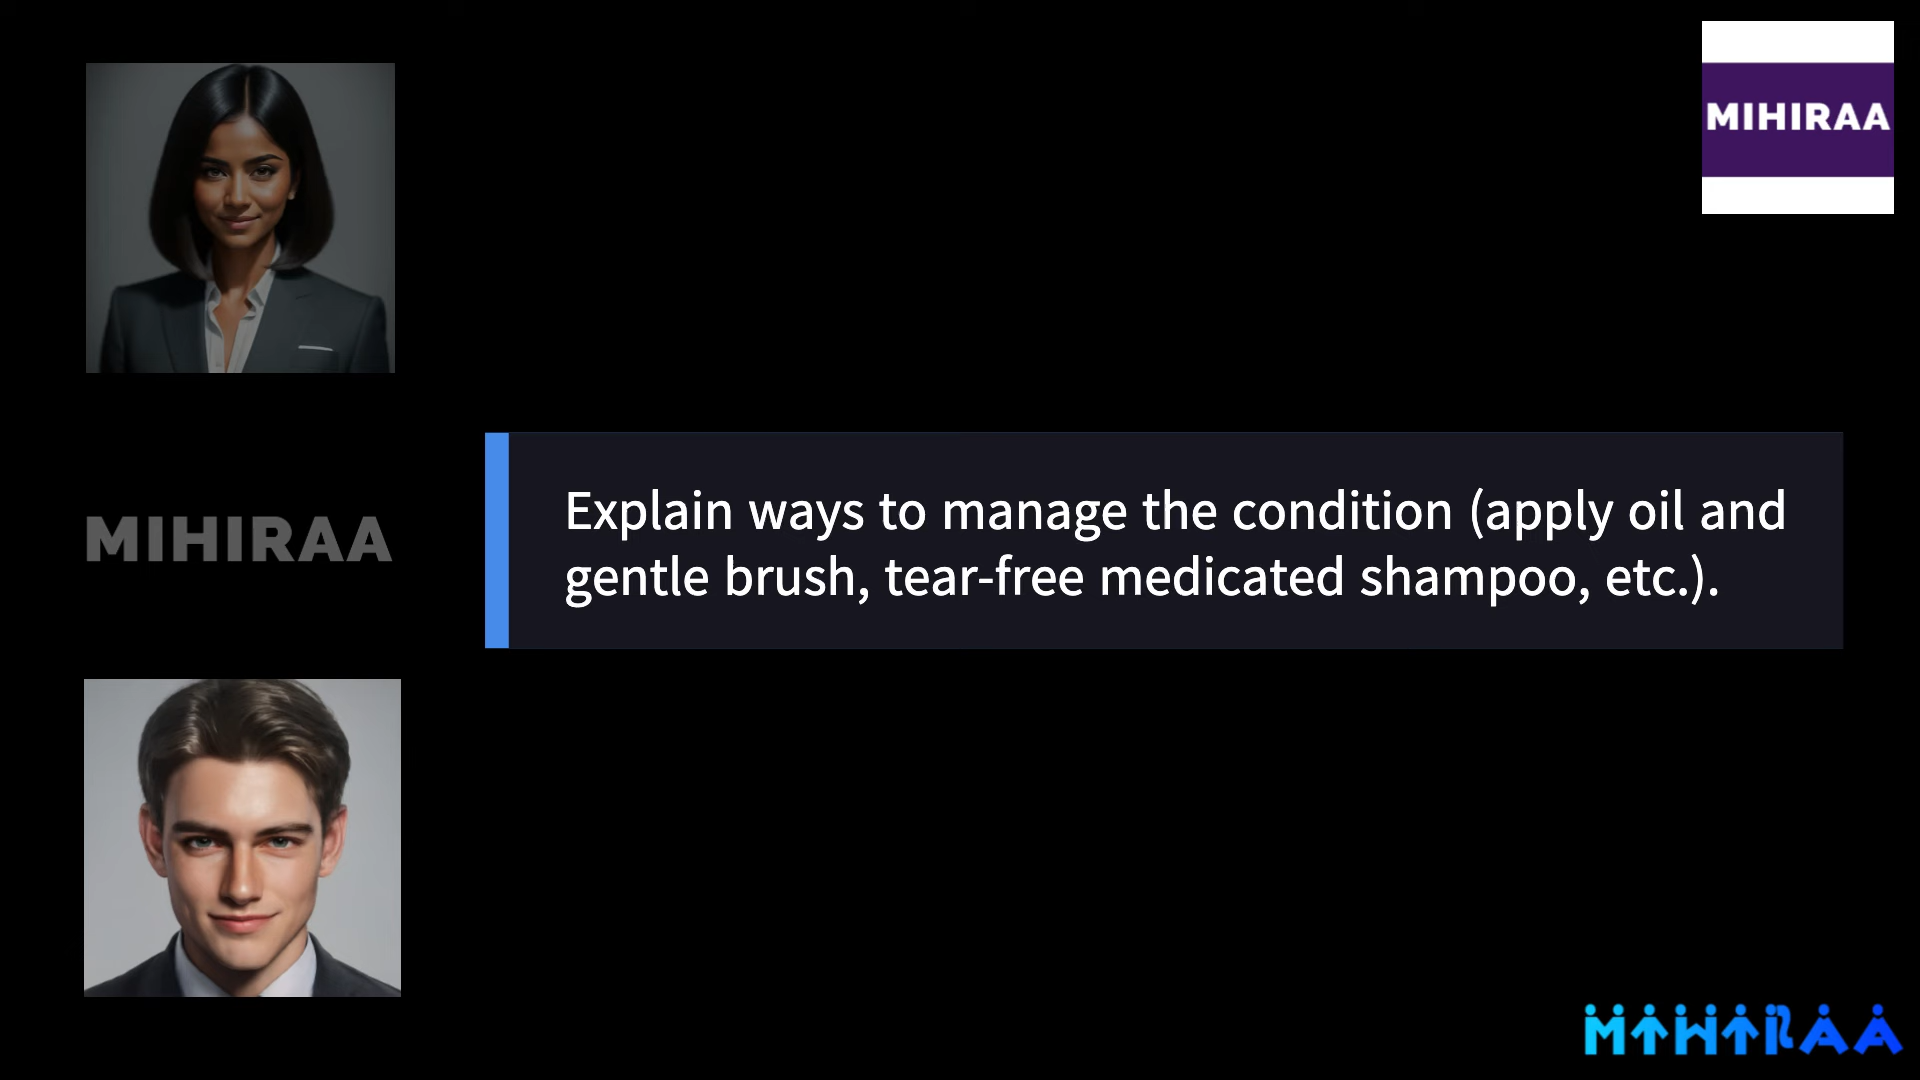 MIHIRAA
MIHIRAA
Explain ways to manage the condition (apply oil and
gentle brush, tear-free medicated shampoo, etc.).
MIHIRAA